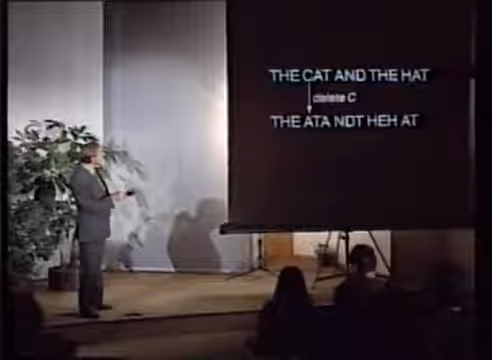 THE CAT AND THE HAT
delete C
THE ATA NDT HEH AT